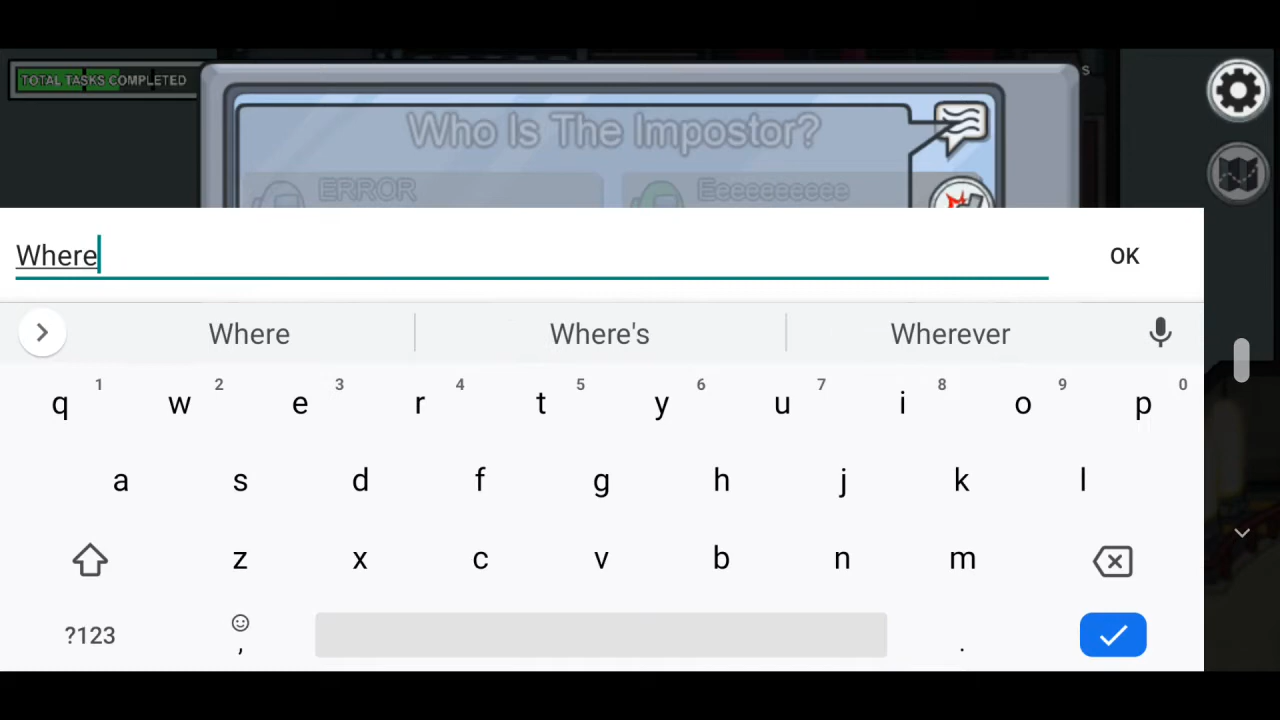 TOTAL TASKS COMPLETED
s
Who Is The Impostor?
ERROR
Eeeeeeeeee
Where
OK
Where
Where's
Wherever
1 2 3 4 5 6 7 8 9 0
q w e r t y u i o p
a s d f g h j k l
z x c v b n m
?123 , .